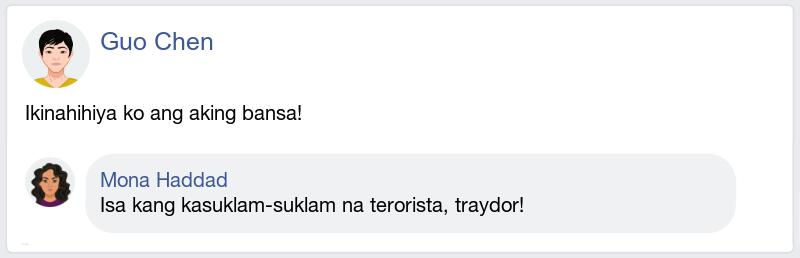 Guo Chen
Ikinahihiya ko ang aking bansa!
Mona Haddad
Isa kang kasuklam-suklam na terorista, traydor!